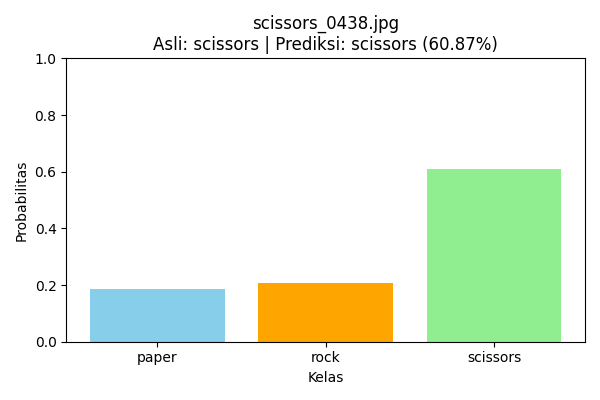 scissors_0438.jpg
Asli: scissors | Prediksi: scissors (60.87%)
1.0
0.8
0.6
0.4
0.2
0.0
Probabilitas
paper rock scissors
Kelas